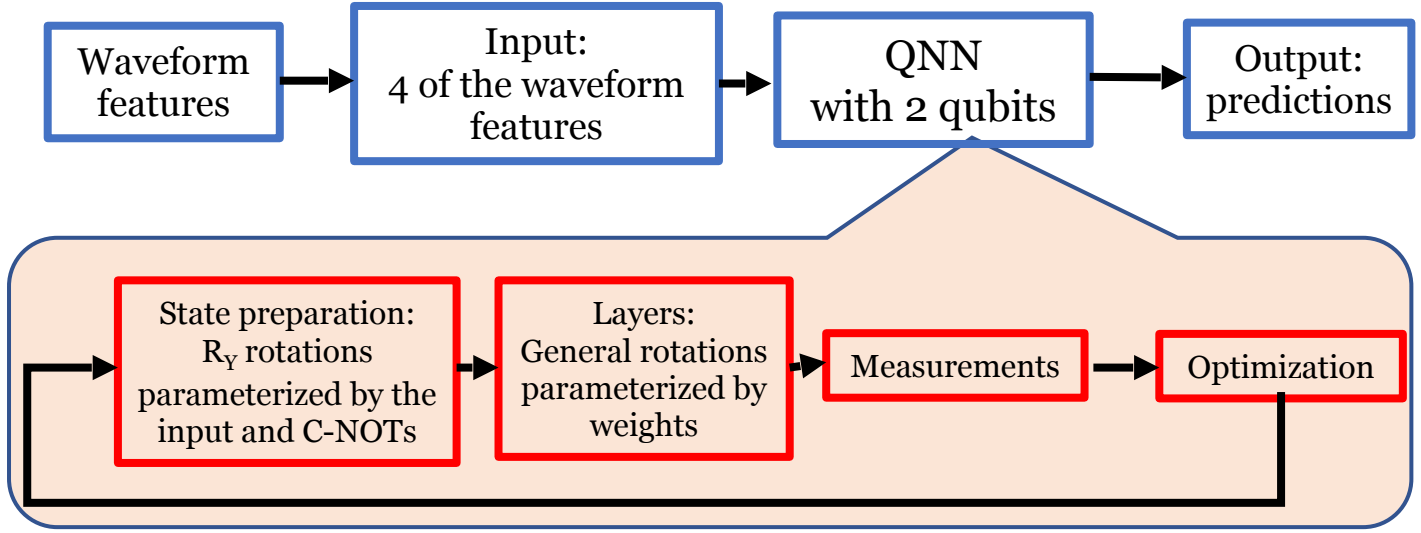 Waveform
features
Input:
4 of the waveform
features
QNN
with 2 qubits
Output:
predictions
State preparation:
R_Y rotations
parameterized by the
input and C-NOTs
Layers:
General rotations
parameterized by
weights
Measurements
Optimization